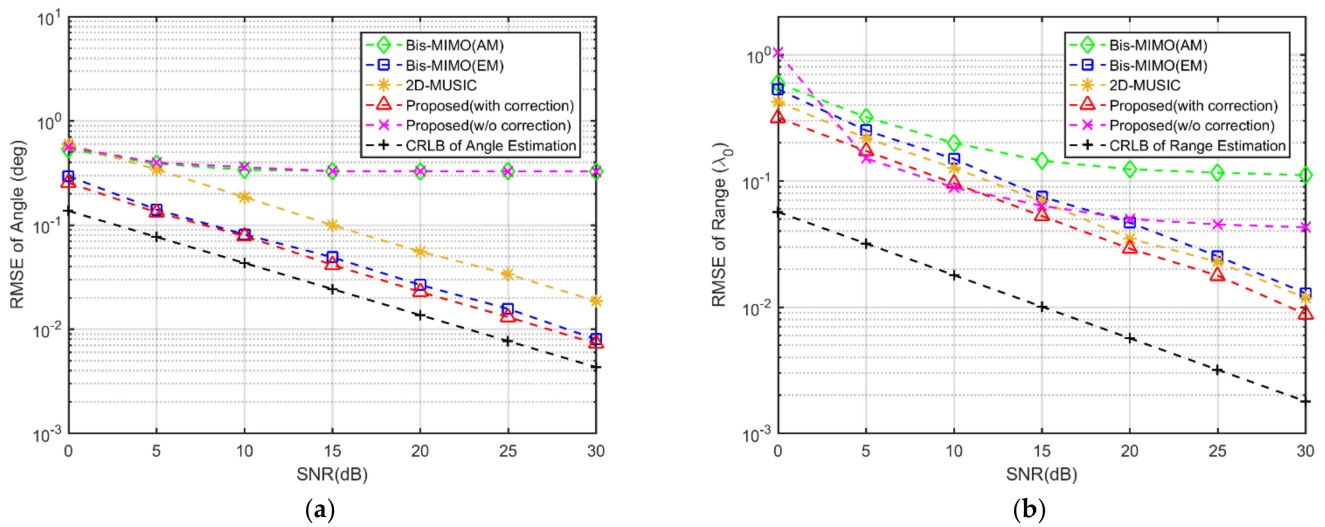 10^1
10^0
10^-1
10^-2
10^-3
RMSE of Angle (deg)
0 5 10 15 20 25 30
SNR(dB)
Bis-MIMO(AM)
Bis-MIMO(EM)
2D-MUSIC
Proposed(with correction)
Proposed(w/o correction)
CRLB of Angle Estimation
(a)
10^0
10^-1
10^-2
10^-3
RMSE of Range (λ_0)
0 5 10 15 20 25 30
SNR(dB)
Bis-MIMO(AM)
Bis-MIMO(EM)
2D-MUSIC
Proposed(with correction)
Proposed(w/o correction)
CRLB of Range Estimation
(b)